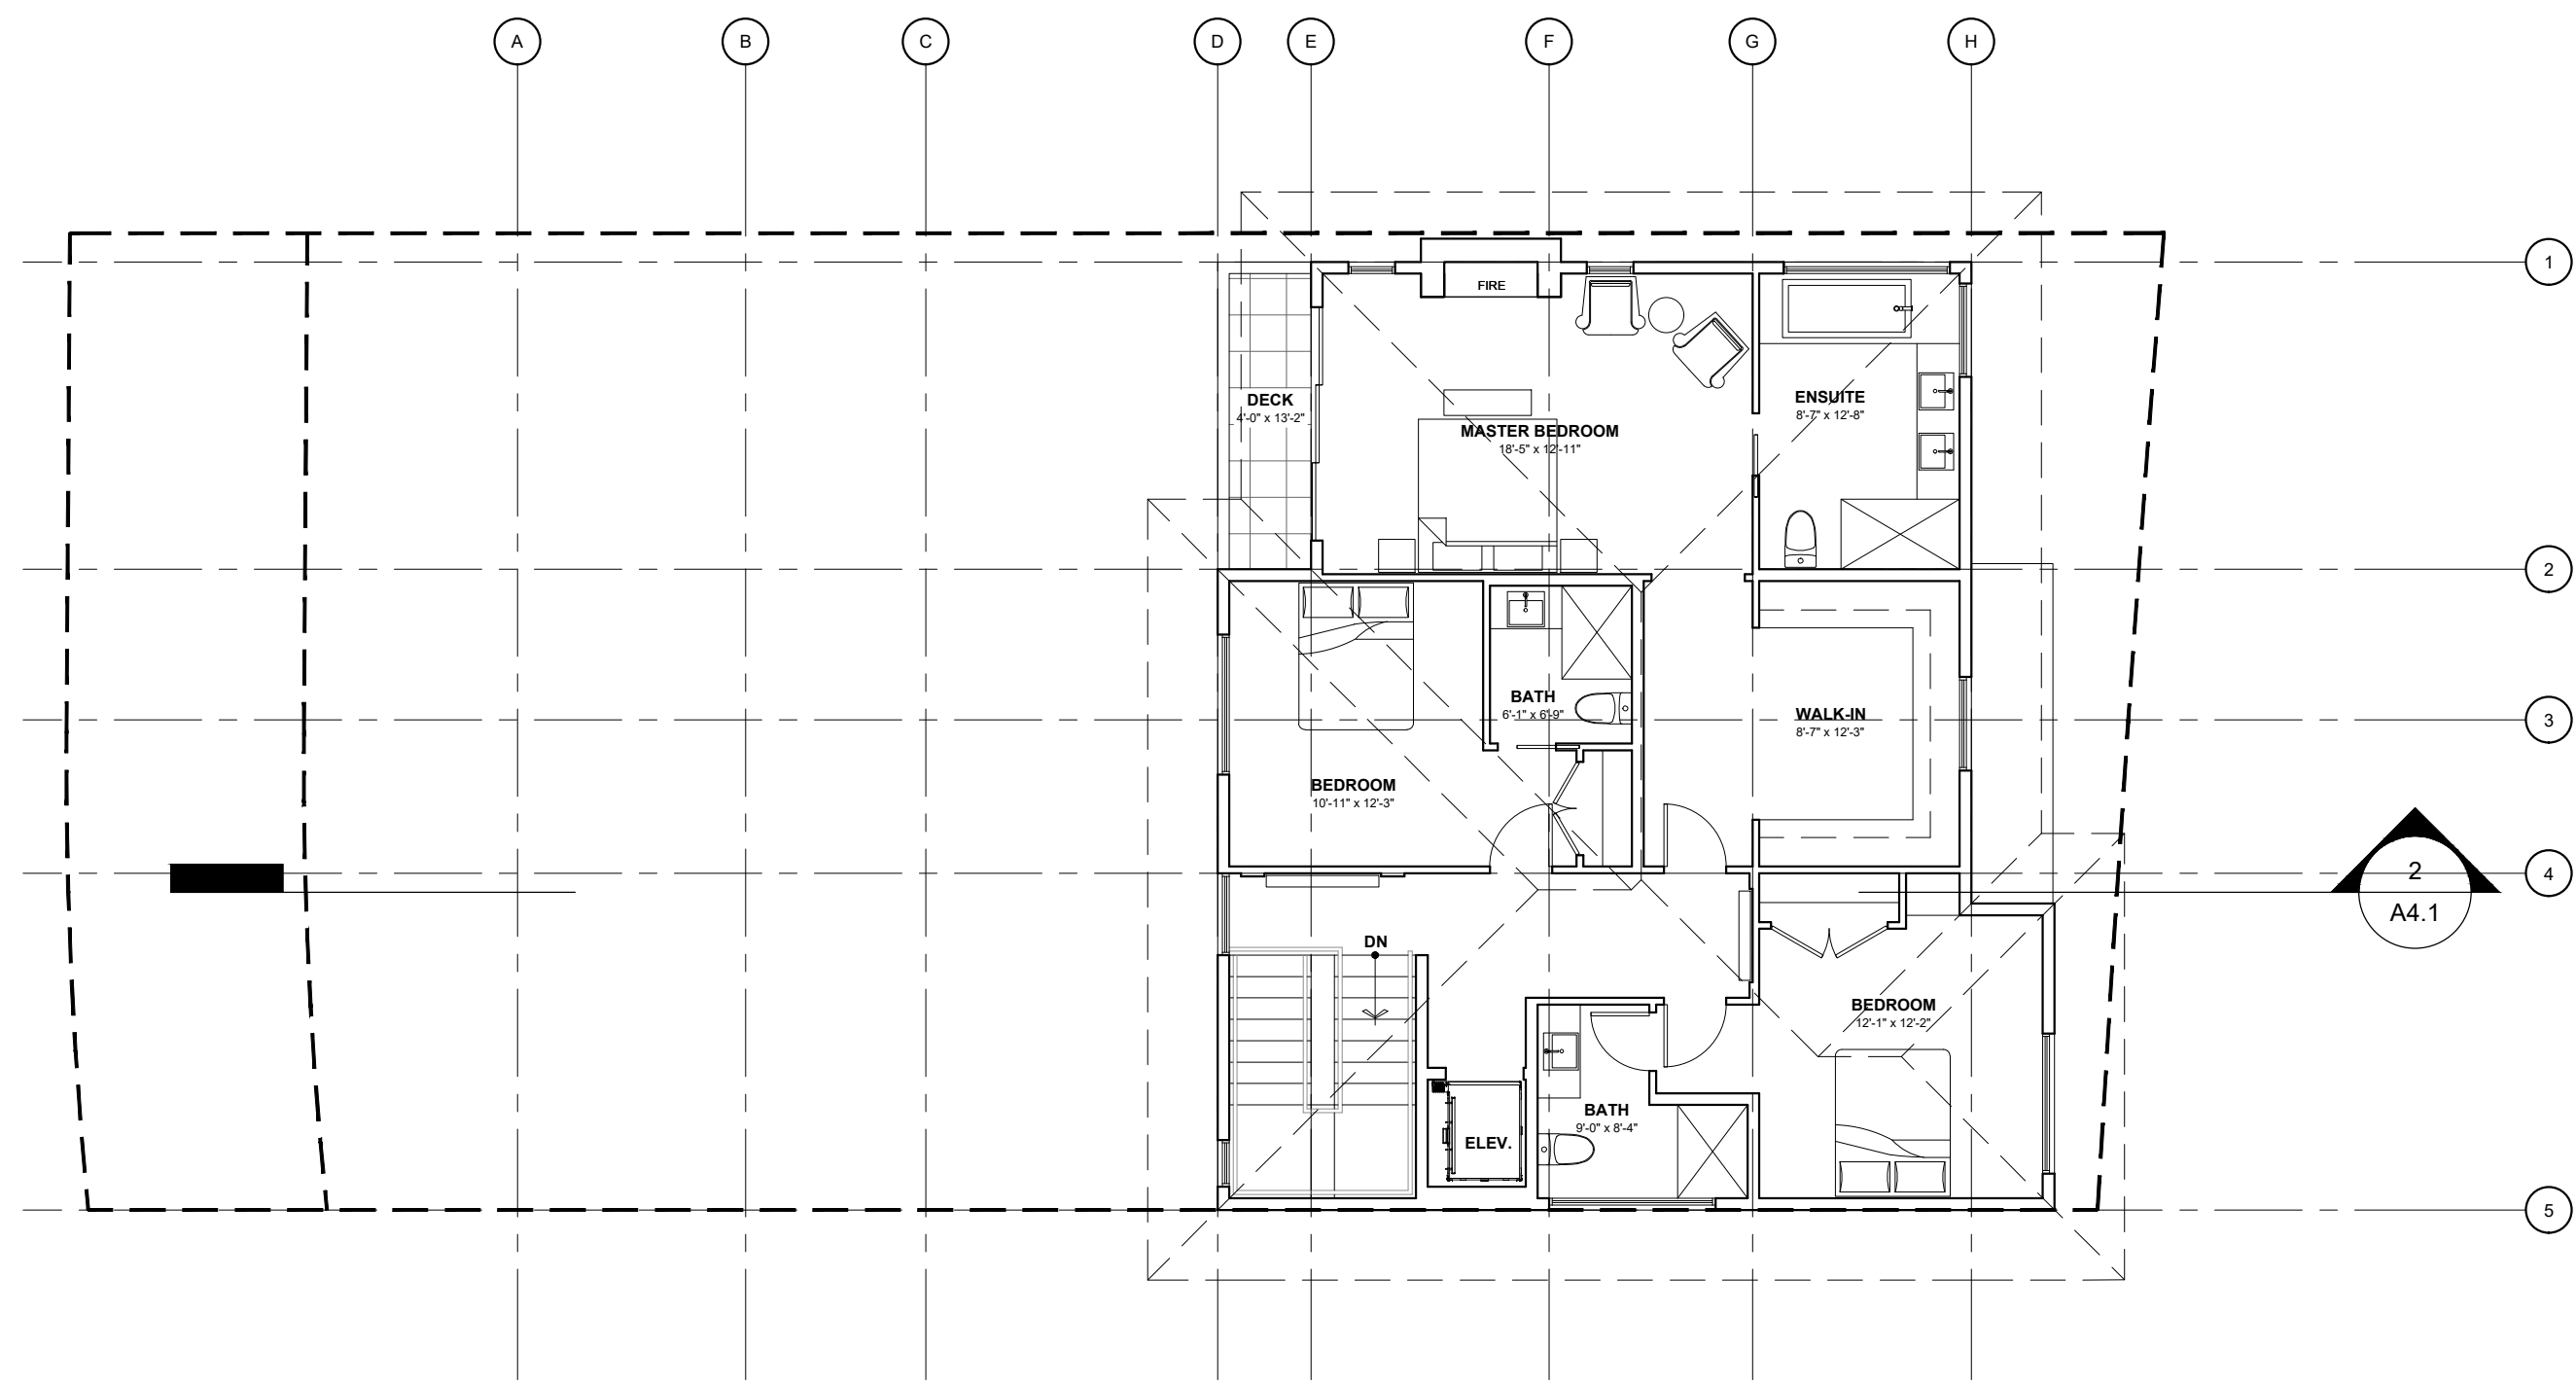 A
B
C
D
E
F
G
H
1
FIRE
DECK
4'-0" x 13'-2"
MASTER BEDROOM
18'-5" x 12'-11"
ENSUITE
8'-7" x 12'-8"
2
BATH
6'-1" x 6'-9"
WALK-IN
8'-7" x 12'-3"
3
BEDROOM
10'-11" x 12'-3"
4
2
A4.1
DN
BEDROOM
12'-1" x 12'-2"
BATH
9'-0" x 8'-4"
ELEV.
5